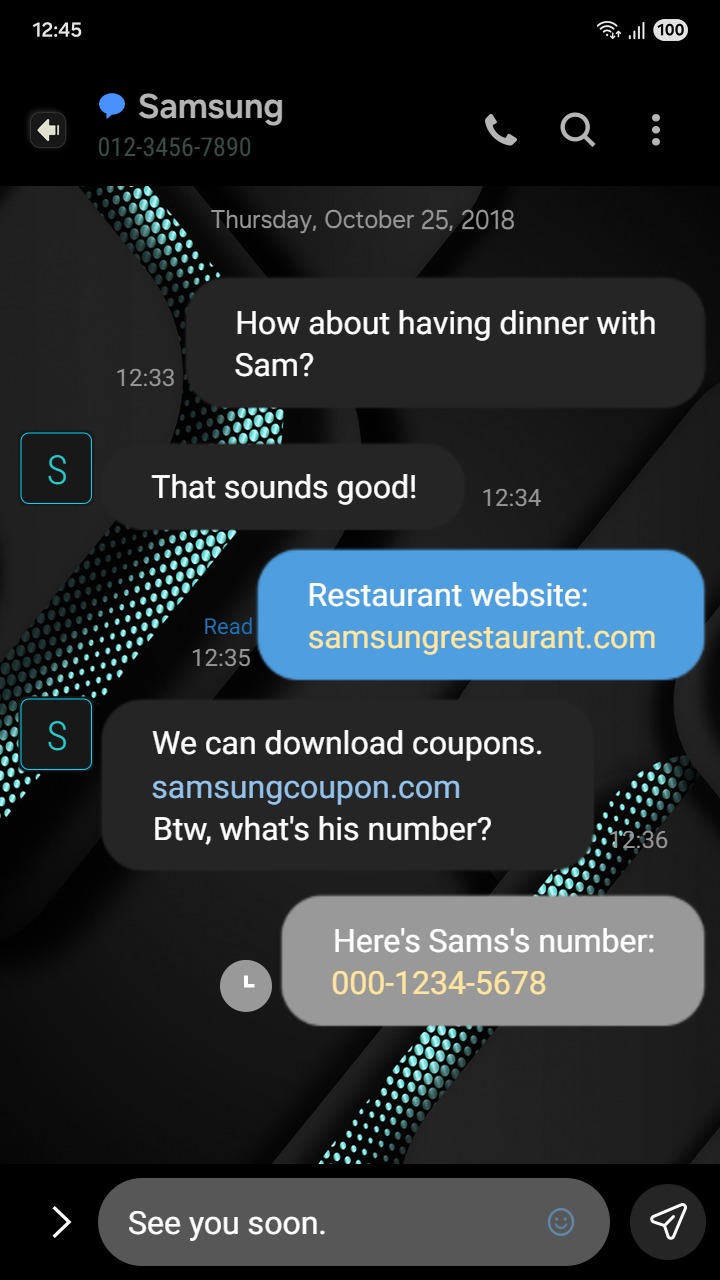 12:45
100
Samsung
012-3456-7890
Thursday, October 25, 2018
How about having dinner with
Sam?
12:33
S
That sounds good!
12:34
Restaurant website:
samsungrestaurant.com
Read
12:35
S
We can download coupons.
samsungcoupon.com
Btw, what's his number?
12:36
Here's Sams's number:
000-1234-5678
See you soon.